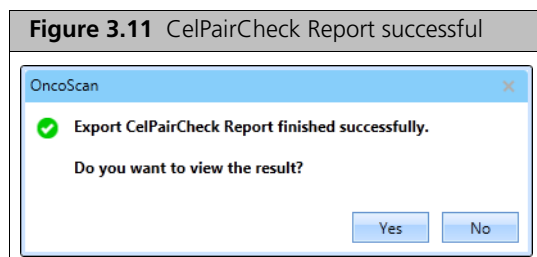 Figure 3.11 CelPairCheck Report successful
OncoScan
Export CelPairCheck Report finished successfully.
Do you want to view the result?
Yes No